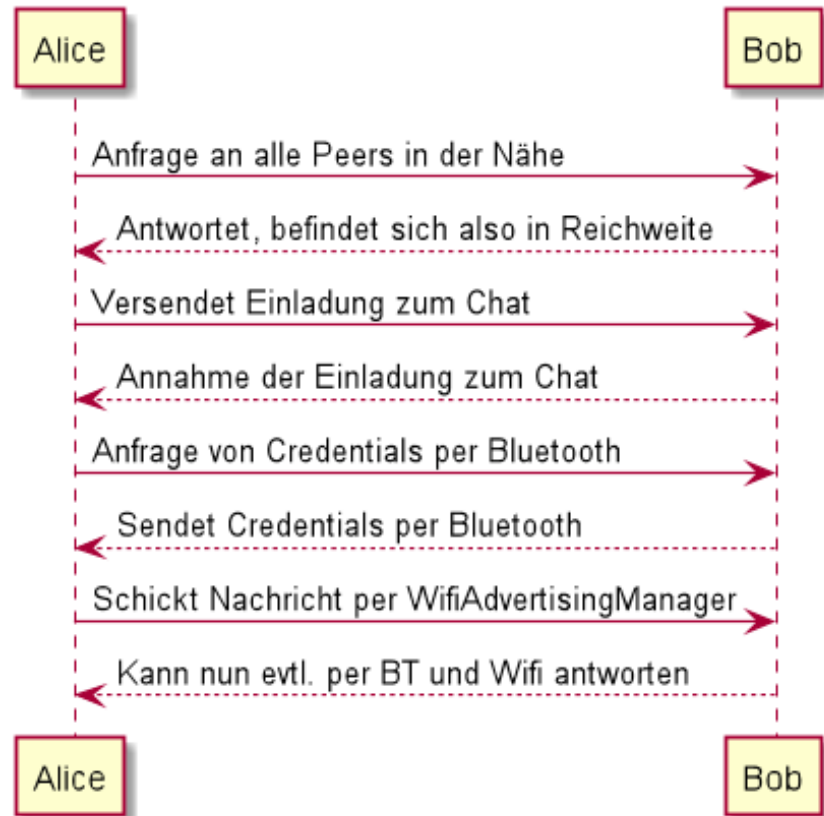 Alice
Bob
Anfrage an alle Peers in der Nähe
Antwortet, befindet sich also in Reichweite
Versendet Einladung zum Chat
Annahme der Einladung zum Chat
Anfrage von Credentials per Bluetooth
Sendet Credentials per Bluetooth
Schickt Nachricht per WifiAdvertisingManager
Kann nun evtl. per BT und Wifi antworten
Alice
Bob